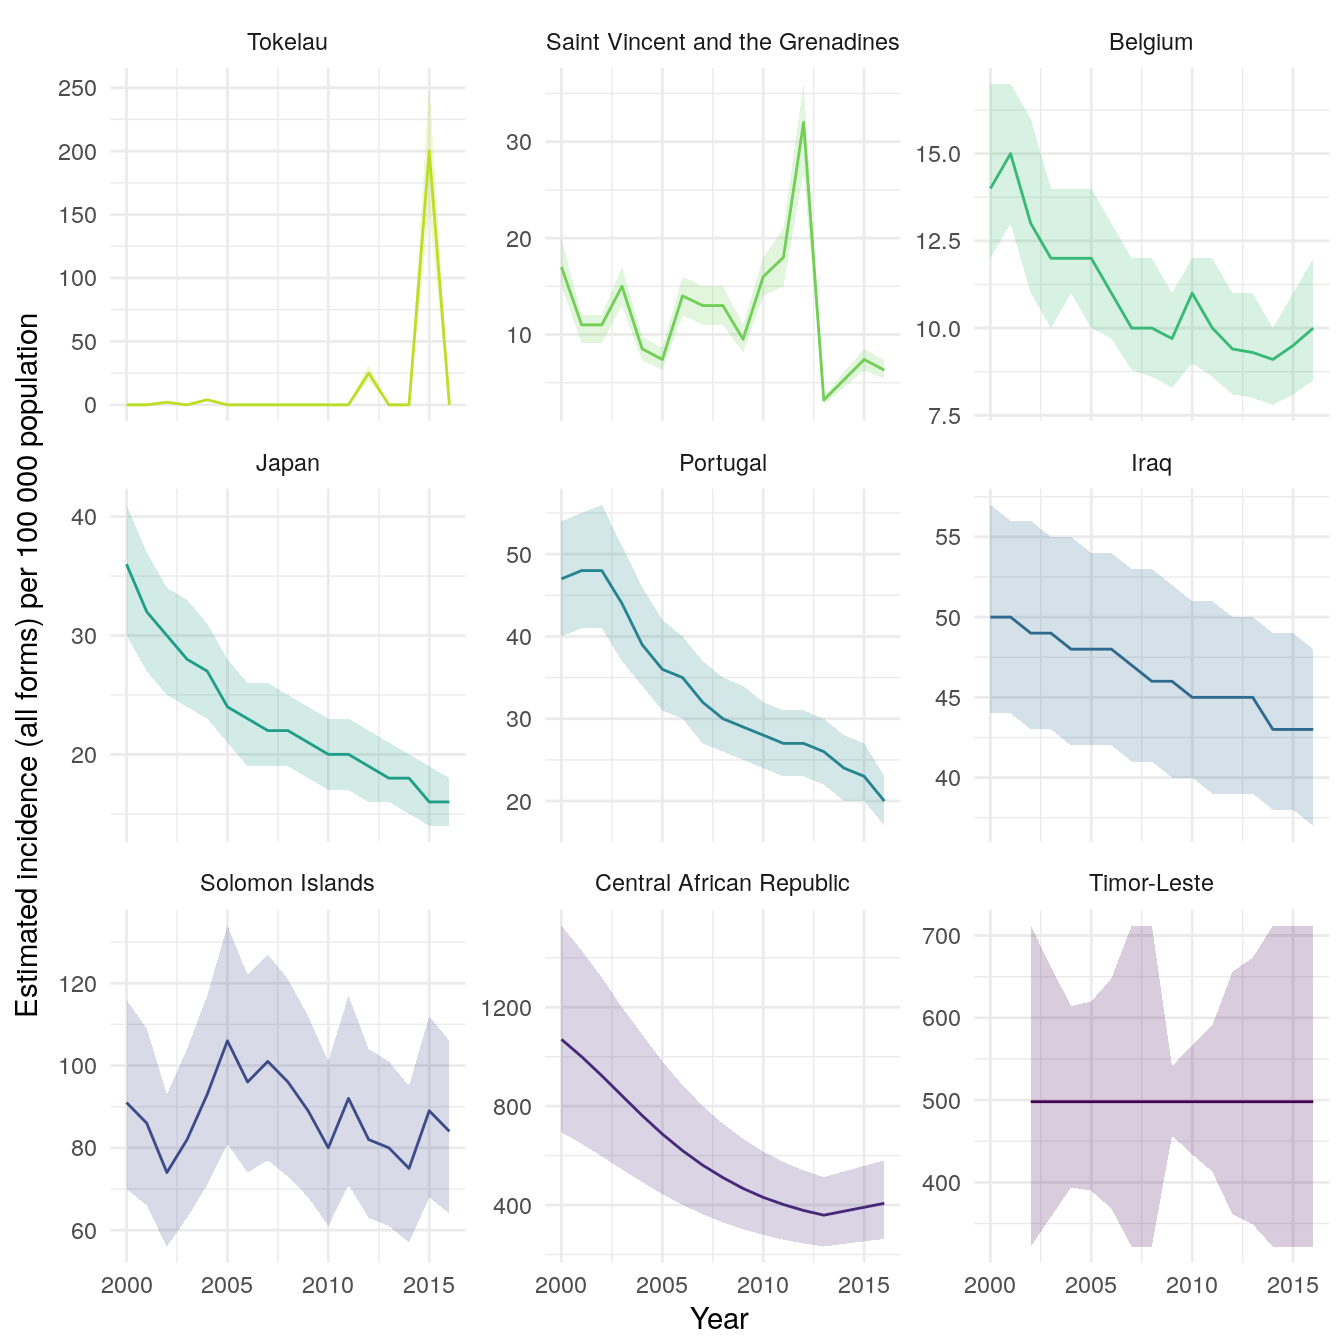 Tokelau
Saint Vincent and the Grenadines
Belgium
250
200
150
100
50
0
30
20
10
15.0
12.5
10.0
7.5
Japan
Portugal
Iraq
40
30
20
50
40
30
20
55
50
45
40
Solomon Islands
Central African Republic
Timor-Leste
120
100
80
60
1200
800
400
700
600
500
400
2000 2005 2010 2015
2000 2005 2010 2015
2000 2005 2010 2015
Year
Estimated incidence (all forms) per 100 000 population